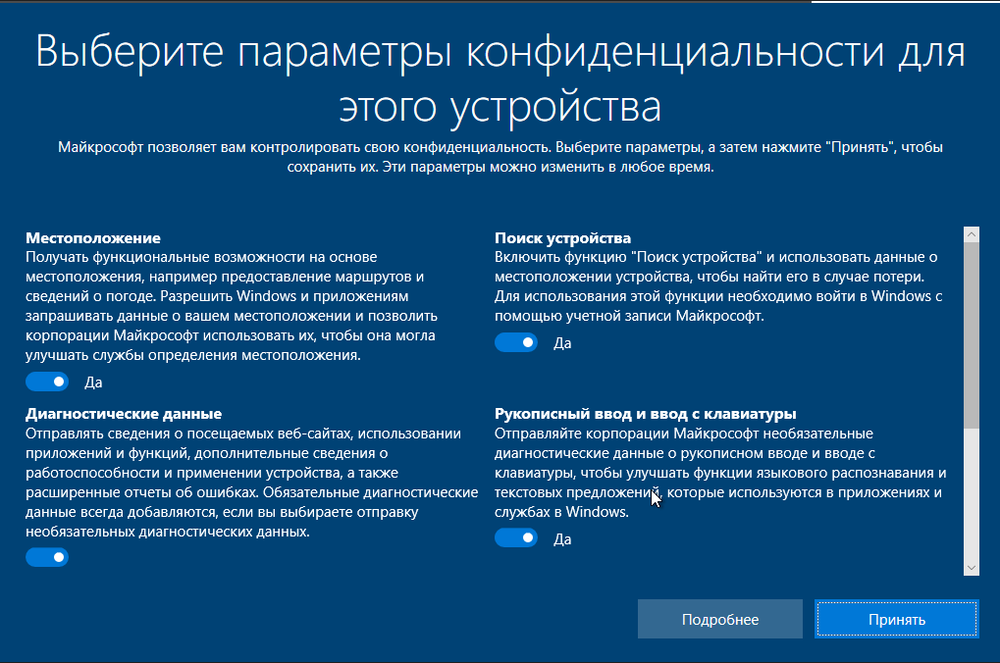 Выберите параметры конфиденциальности для
этого устройства
Майкрософт позволяет вам контролировать свою конфиденциальность. Выберите параметры, а затем нажмите "Принять", чтобы
сохранить их. Эти параметры можно изменить в любое время.
Местоположение
Получать функциональные возможности на основе
местоположения, например предоставление маршрутов и
сведений о погоде. Разрешить Windows и приложениям
запрашивать данные о вашем местоположении и позволить
корпорации Майкрософт использовать их, чтобы она могла
улучшать службы определения местоположения.
Да
Поиск устройства
Включить функцию "Поиск устройства" и использовать данные о
местоположении устройства, чтобы найти его в случае потери.
Для использования этой функции необходимо войти в Windows с
помощью учетной записи Майкрософт.
Да
Диагностические данные
Отправлять сведения о посещаемых веб-сайтах, использовании
приложений и функций, дополнительные сведения о
работоспособности и применении устройства, а также
расширенные отчеты об ошибках. Обязательные диагностические
данные всегда добавляются, если вы выбираете отправку
необязательных диагностических данных.
Рукописный ввод и ввод с клавиатуры
Отправляйте корпорации Майкрософт необязательные
диагностические данные о рукописном вводе и вводе с
клавиатуры, чтобы улучшать функции языкового распознавания и
текстовых предложений, которые используются в приложениях и
службах в Windows.
Да
Подробнее
Принять